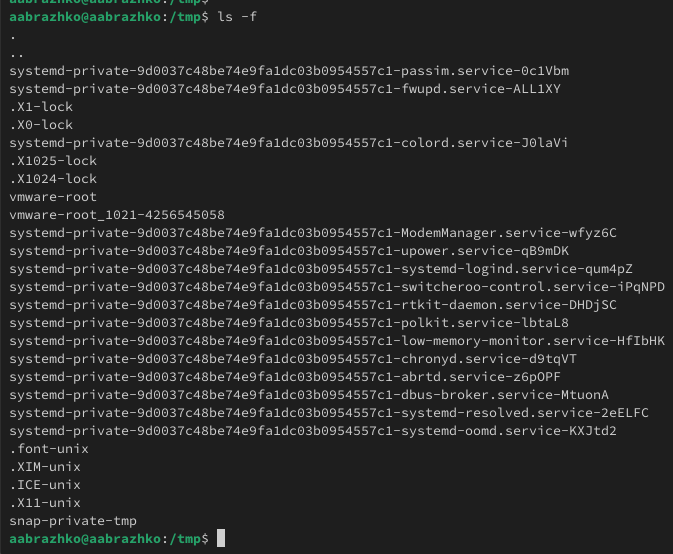 aabrazhko@aabrazhko:/tmp$
aabrazhko@aabrazhko:/tmp$ ls -f
.
..
systemd-private-9d0037c48be74e9fa1dc03b0954557c1-passim.service-0c1Vbm
systemd-private-9d0037c48be74e9fa1dc03b0954557c1-fwupd.service-ALL1XY
.X1-lock
.X0-lock
systemd-private-9d0037c48be74e9fa1dc03b0954557c1-colord.service-J0laVi
.X1025-lock
.X1024-lock
vmware-root
vmware-root_1021-4256545058
systemd-private-9d0037c48be74e9fa1dc03b0954557c1-ModemManager.service-wfyz6C
systemd-private-9d0037c48be74e9fa1dc03b0954557c1-upower.service-qB9mDK
systemd-private-9d0037c48be74e9fa1dc03b0954557c1-systemd-logind.service-qum4pZ
systemd-private-9d0037c48be74e9fa1dc03b0954557c1-switcheroo-control.service-iPqNPD
systemd-private-9d0037c48be74e9fa1dc03b0954557c1-rtkit-daemon.service-DHDjSC
systemd-private-9d0037c48be74e9fa1dc03b0954557c1-polkit.service-lbtaL8
systemd-private-9d0037c48be74e9fa1dc03b0954557c1-low-memory-monitor.service-HfIbHK
systemd-private-9d0037c48be74e9fa1dc03b0954557c1-chronyd.service-d9tqVT
systemd-private-9d0037c48be74e9fa1dc03b0954557c1-abrtd.service-z6pOPF
systemd-private-9d0037c48be74e9fa1dc03b0954557c1-dbus-broker.service-MtuonA
systemd-private-9d0037c48be74e9fa1dc03b0954557c1-systemd-resolved.service-2eELFC
systemd-private-9d0037c48be74e9fa1dc03b0954557c1-systemd-oomd.service-KXJtd2
.font-unix
.XIM-unix
.ICE-unix
.X11-unix
snap-private-tmp
aabrazhko@aabrazhko:/tmp$